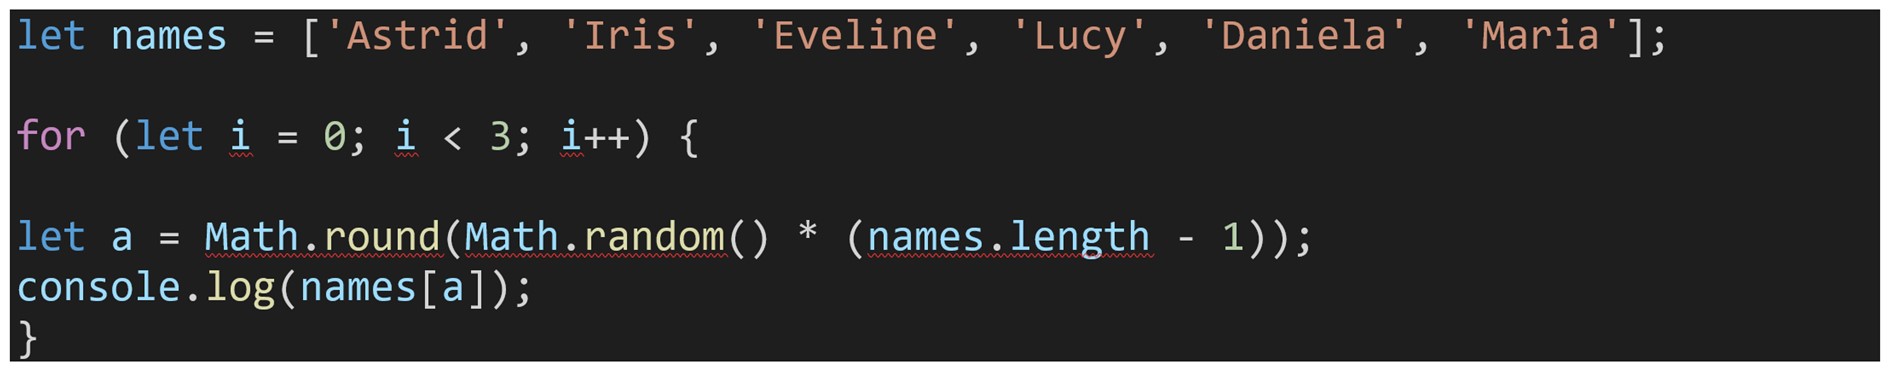 let names = ['Astrid', 'Iris', 'Eveline', 'Lucy', 'Daniela', 'Maria'];
for (let i = 0; i < 3; i++) {
let a = Math.round(Math.random() * (names.length - 1));
console.log(names[a]);
}